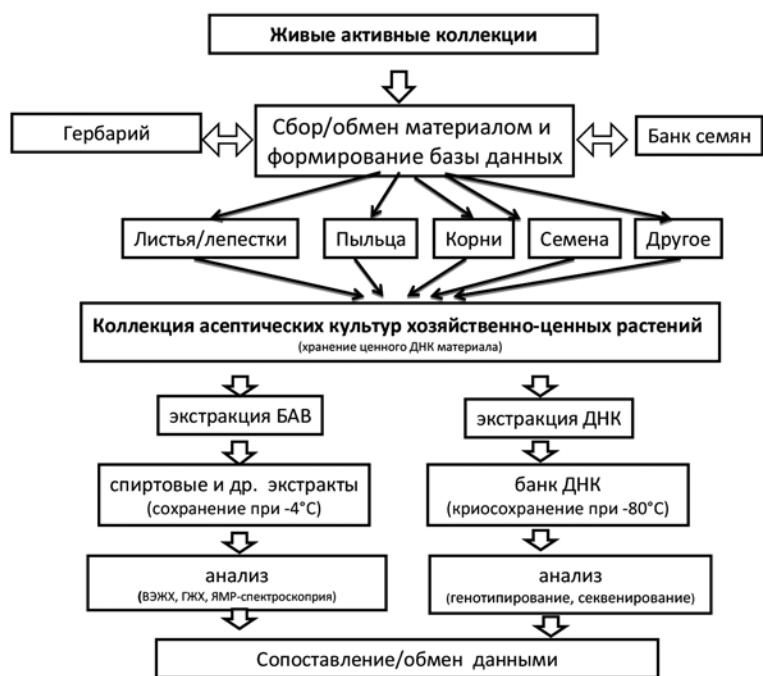 Живые активные коллекции
Гербарий
Сбор/обмен материалом и
формирование базы данных
Банк семян
Листья/лепестки
Пыльца
Корни
Семена
Другое
Коллекция асептических культур хозяйственно-ценных растений
(хранение ценного ДНК материала)
экстракция БАВ
экстракция ДНК
спиртовые и др. экстракты
(сохранение при -4°С)
банк ДНК
(криосохранение при -80°С)
анализ
(ВЭЖХ, ГЖХ, ЯМР-спектроскоприя)
анализ
(генотипирование, секвенирование)
Сопоставление/обмен данными